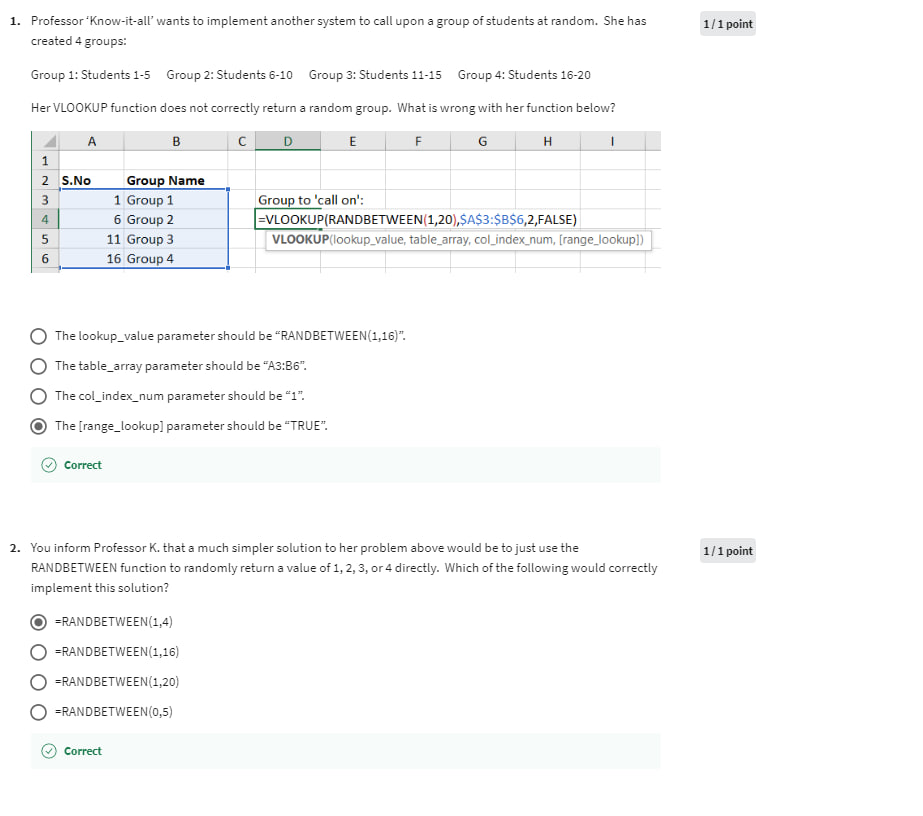 1. Professor ‘Know-it-all’ wants to implement another system to call upon a group of students at random. She has
1 / 1 point
created 4 groups:
Group 1: Students 1-5 Group 2: Students 6-10 Group 3: Students 11-15 Group 4: Students 16-20
Her VLOOKUP function does not correctly return a random group. What is wrong with her function below?
A B C D E F G H I
1
2 S.No Group Name
3 1 Group 1 Group to 'call on':
4 6 Group 2 =VLOOKUP(RANDBETWEEN(1,20),$A$3:$B$6,2,FALSE)
5 11 Group 3 VLOOKUP(lookup_value, table_array, col_index_num, [range_lookup])
6 16 Group 4
The lookup_value parameter should be “RANDBETWEEN(1,16)”.
The table_array parameter should be “A3:B6”.
The col_index_num parameter should be “1”.
The [range_lookup] parameter should be “TRUE”.
Correct
2. You inform Professor K. that a much simpler solution to her problem above would be to just use the
1 / 1 point
RANDBETWEEN function to randomly return a value of 1, 2, 3, or 4 directly. Which of the following would correctly
implement this solution?
=RANDBETWEEN(1,4)
=RANDBETWEEN(1,16)
=RANDBETWEEN(1,20)
=RANDBETWEEN(0,5)
Correct